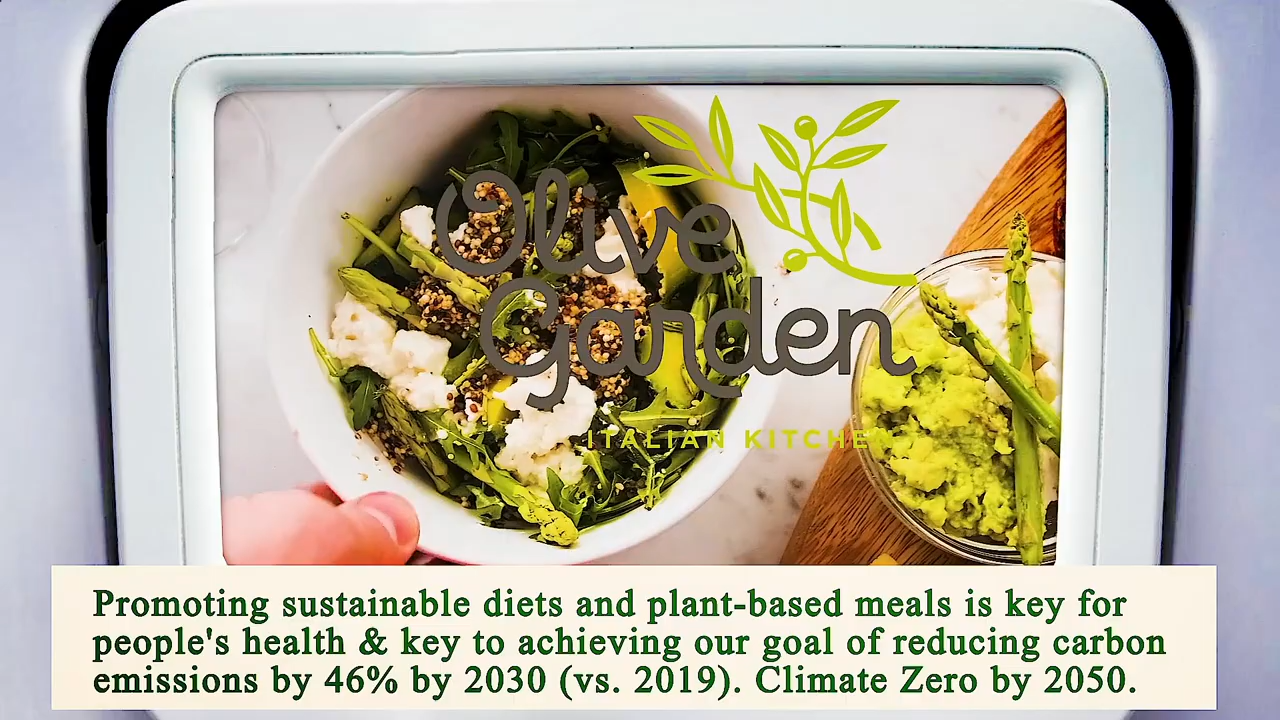 Olive
Garden
ITALIAN KITCHEN
Promoting sustainable diets and plant-based meals is key for
people's health & key to achieving our goal of reducing carbon
emissions by 46% by 2030 (vs. 2019). Climate Zero by 2050.